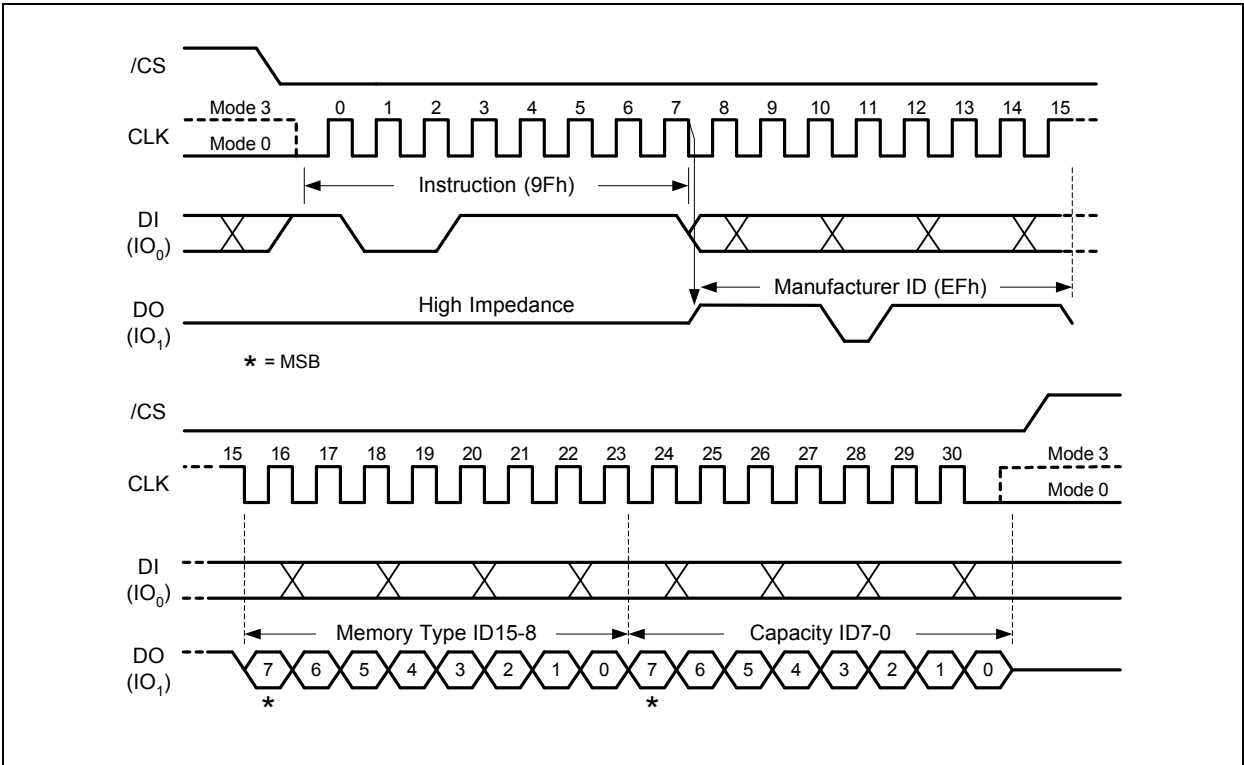 /CS
Mode 3
0 1 2 3 4 5 6 7 8 9 10 11 12 13 14 15
CLK
Mode 0
Instruction (9Fh)
DI
(IO0)
Manufacturer ID (EFh)
High Impedance
DO
(IO1)
* = MSB
/CS
15 16 17 18 19 20 21 22 23 24 25 26 27 28 29 30
Mode 3
CLK
Mode 0
DI
(IO0)
Memory Type ID15-8
Capacity ID7-0
DO
(IO1)
7 6 5 4 3 2 1 0 7 6 5 4 3 2 1 0
* *